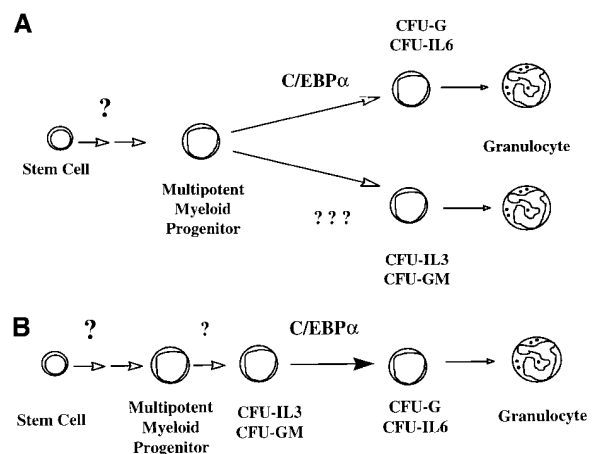 A
CFU-G
CFU-IL6
C/EBPα
?
Stem Cell
Multipotent
Myeloid
Progenitor
Granulocyte
? ? ?
CFU-IL3
CFU-GM
B
?
?
C/EBPα
Stem Cell
Multipotent
Myeloid
Progenitor
CFU-IL3
CFU-GM
CFU-G
CFU-IL6
Granulocyte